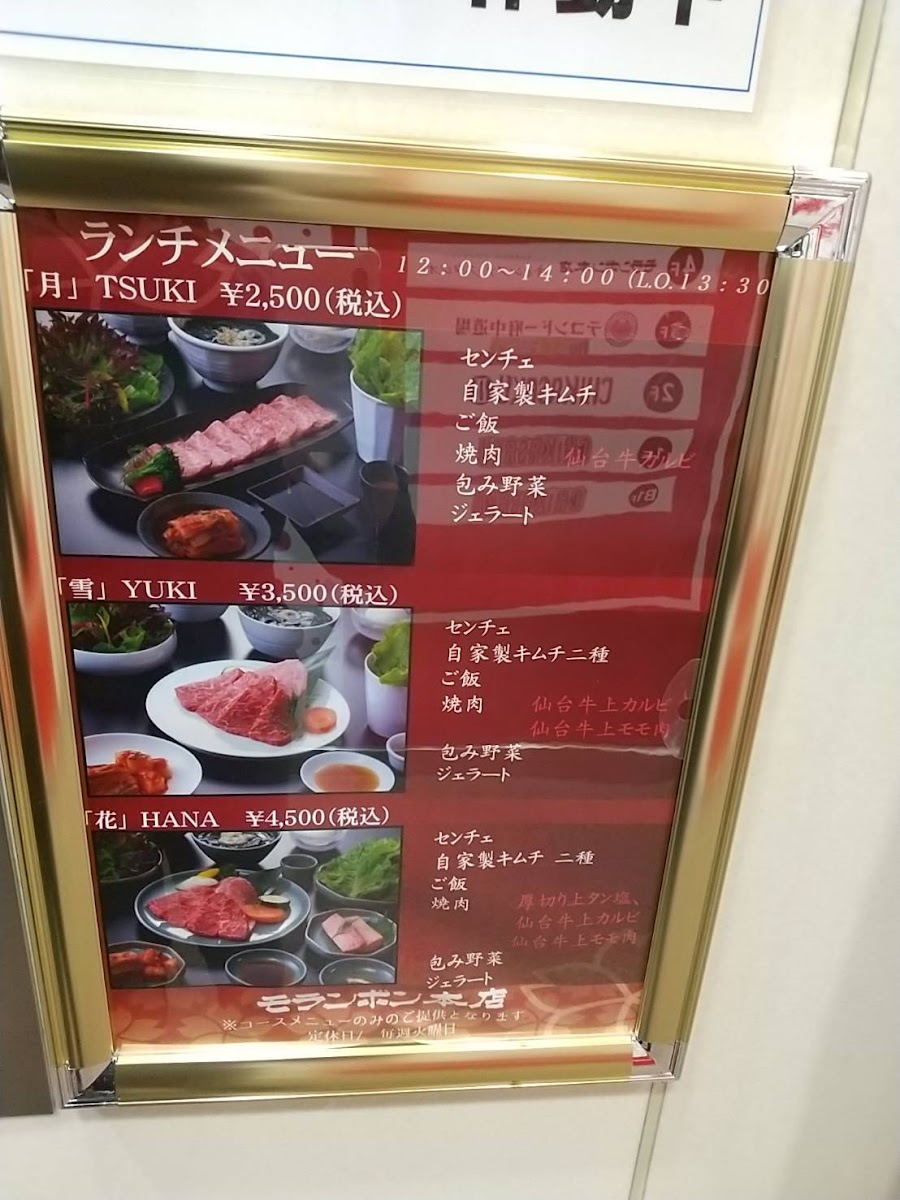 ランチメニュー
12:00～14:00 (L.O.13:30
「月」 TSUKI ¥2,500(税込)
センチェ
自家製キムチ
ご飯
焼肉 仙台牛カルビ
包み野菜
ジェラート
「雪」 YUKI ¥3,500(税込)
センチェ
自家製キムチ二種
ご飯
焼肉 仙台牛上カルビ
仙台牛上モモ肉
包み野菜
ジェラート
「花」 HANA ¥4,500(税込)
センチェ
自家製キムチ 二種
ご飯
焼肉 厚切り上タン塩、
仙台牛上カルビ
仙台牛上モモ肉
包み野菜
ジェラート
モランボン本店
※コースメニューのみのご提供となります
定休日/ 毎週火曜日